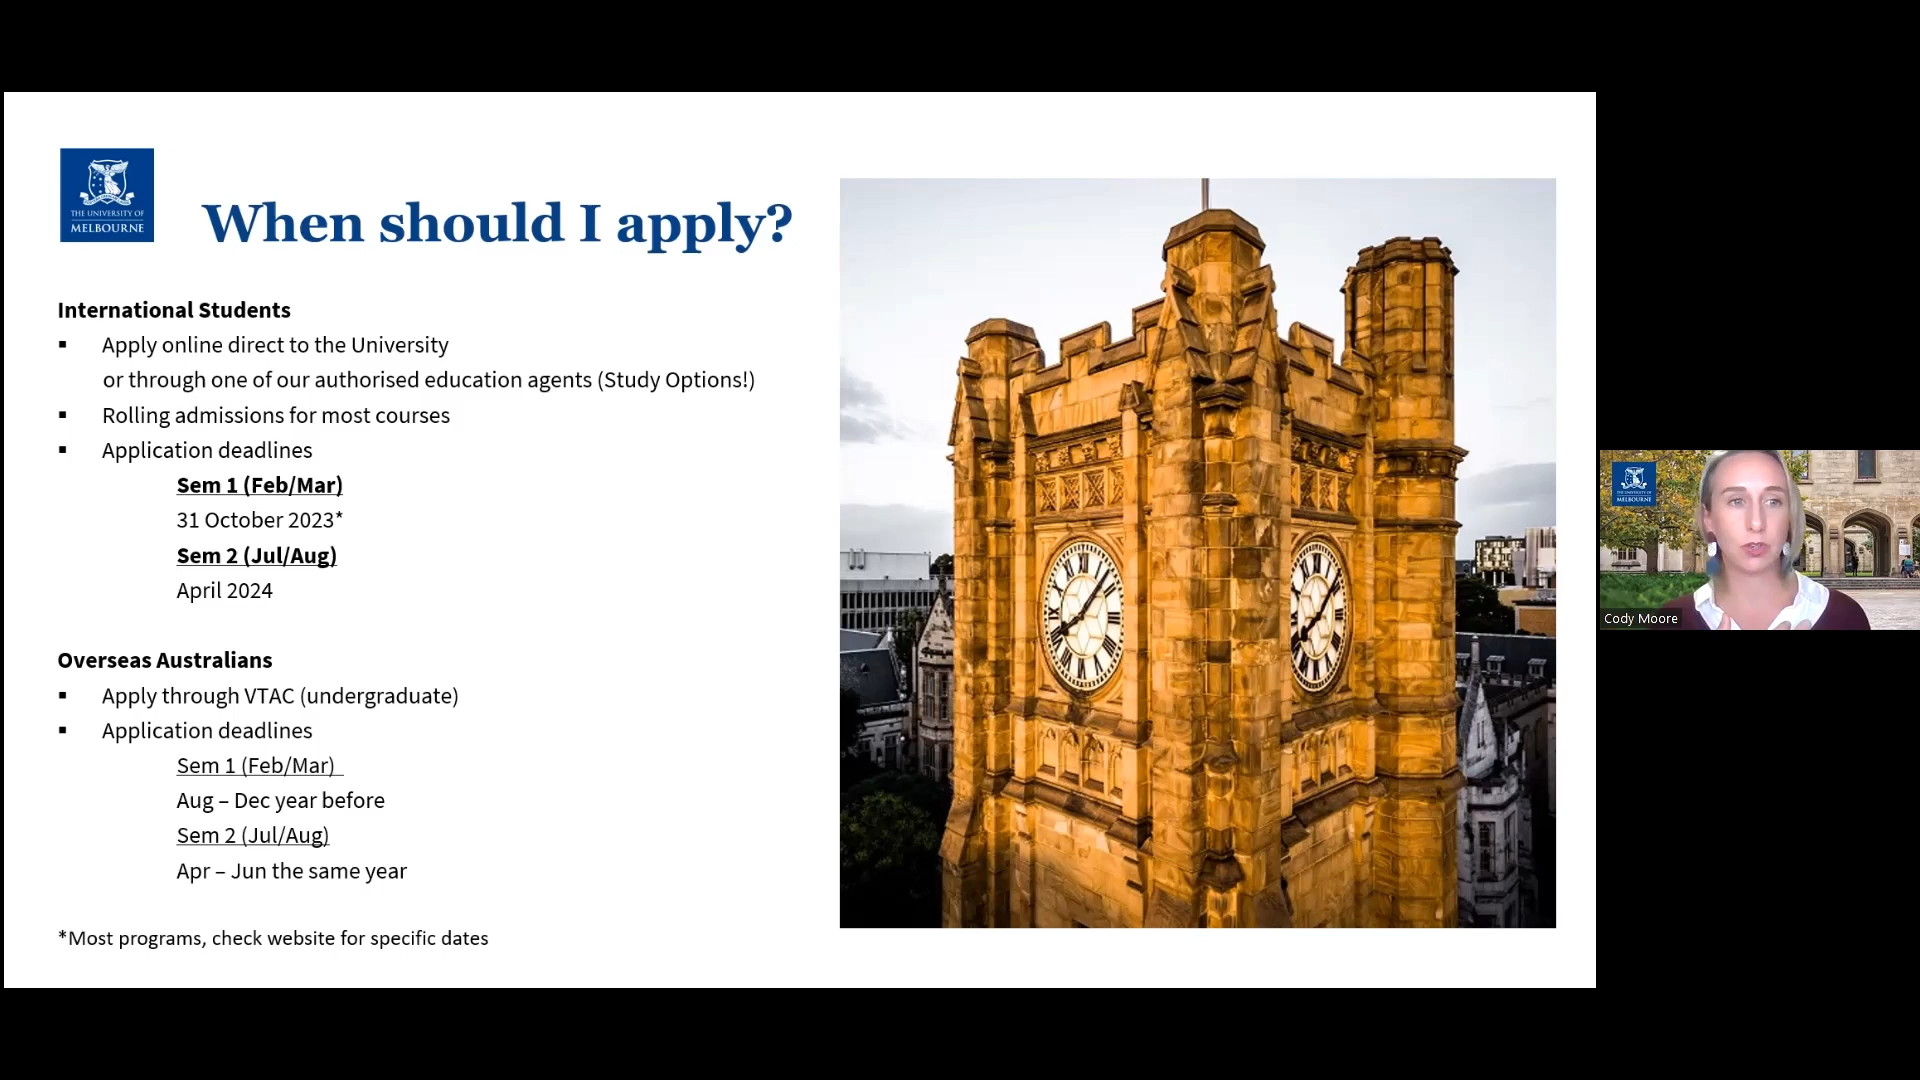 THE UNIVERSITY OF
MELBOURNE
When should I apply?
International Students
▪ Apply online direct to the University
or through one of our authorised education agents (Study Options!)
▪ Rolling admissions for most courses
▪ Application deadlines
Sem 1 (Feb/Mar)
31 October 2023*
Sem 2 (Jul/Aug)
April 2024
Overseas Australians
▪ Apply through VTAC (undergraduate)
▪ Application deadlines
Sem 1 (Feb/Mar)
Aug – Dec year before
Sem 2 (Jul/Aug)
Apr – Jun the same year
*Most programs, check website for specific dates
THE UNIVERSITY OF
MELBOURNE
Cody Moore